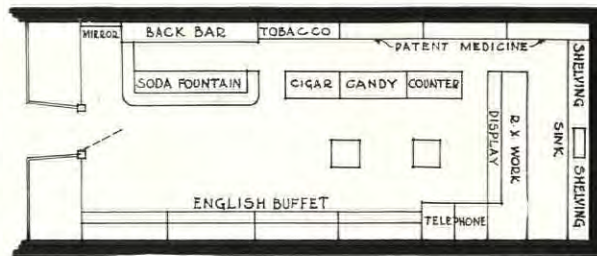 MIRROR
BACK BAR
TOBACCO
PATENT MEDICINE
SODA FOUNTAIN
CIGAR
CANDY
COUNTER
DISPLAY
R.X WORK
SINK
SHELVING
SHELVING
ENGLISH BUFFET
TELEPHONE